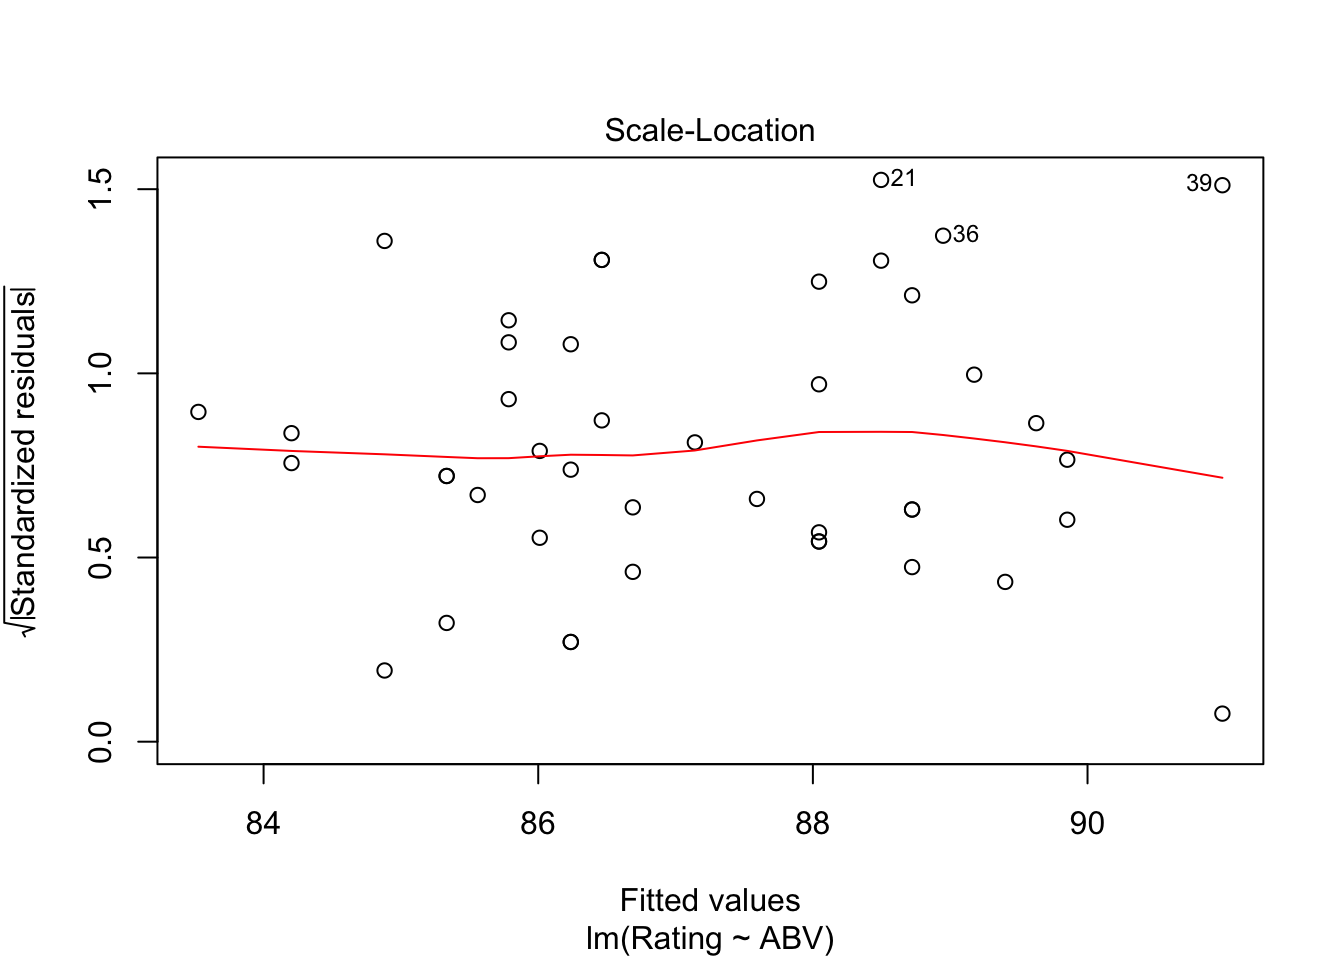 Scale-Location
√|Standardized residuals|
1.5
1.0
0.5
0.0
21
39
36
84 86 88 90
Fitted values
lm(Rating ~ ABV)